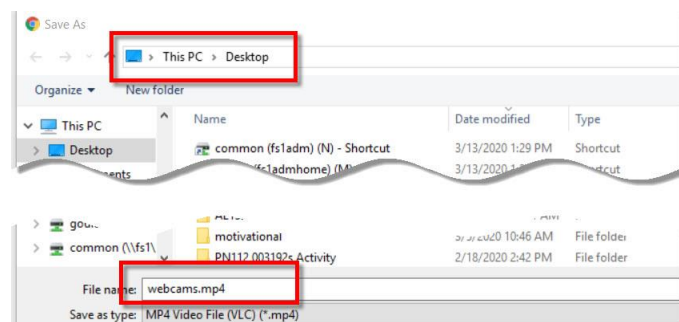 Save As
This PC > Desktop
Organize New folder
This PC
Name Date modified Type
Desktop common (fs1adm) (N) - Shortcut 3/13/2020 1:29 PM Shortcut
(fs1admhome) (M) 3/13/2020
motivational 10:46 AM File folder
common (\\fs1\ PN112 003192s Activity 2/18/2020 2:42 PM File folder
File name: webcams.mp4
Save as type: MP4 Video File (VLC) (*.mp4)